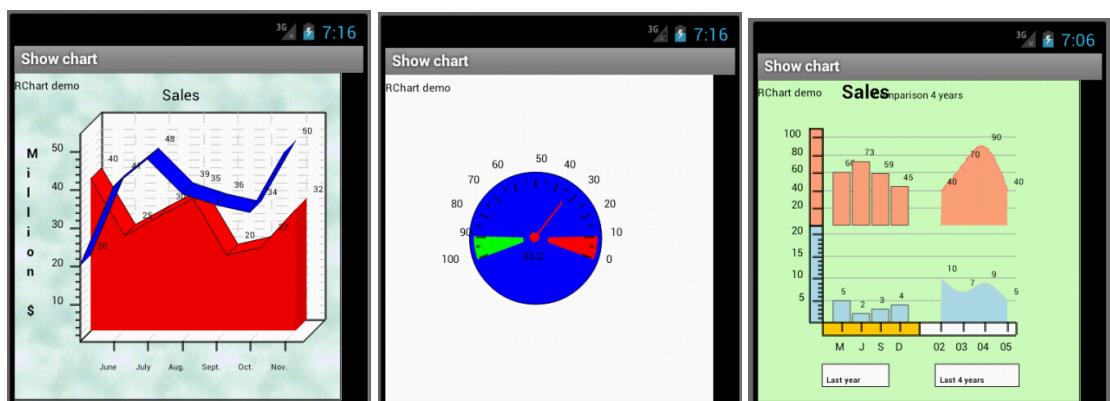 3G 7:16
Show chart
RChart demo
Sales
M
i
l
l
i
o
n
$
50
40
30
20
10
40
44
48
39
35
36
34
50
32
20
25
20
22
June July Aug. Sept. Oct. Nov.
3G 7:16
Show chart
RChart demo
50
60 40
70 30
80 20
90 10
100 0
33.0
3G 7:06
Show chart
RChart demo
Sales
omparison 4 years
100
80
60
40
20
73
59
45
90
70
40
40
20
15
10
5
5
2
3
4
10
7
9
5
M J S D 02 03 04 05
Last year
Last 4 years